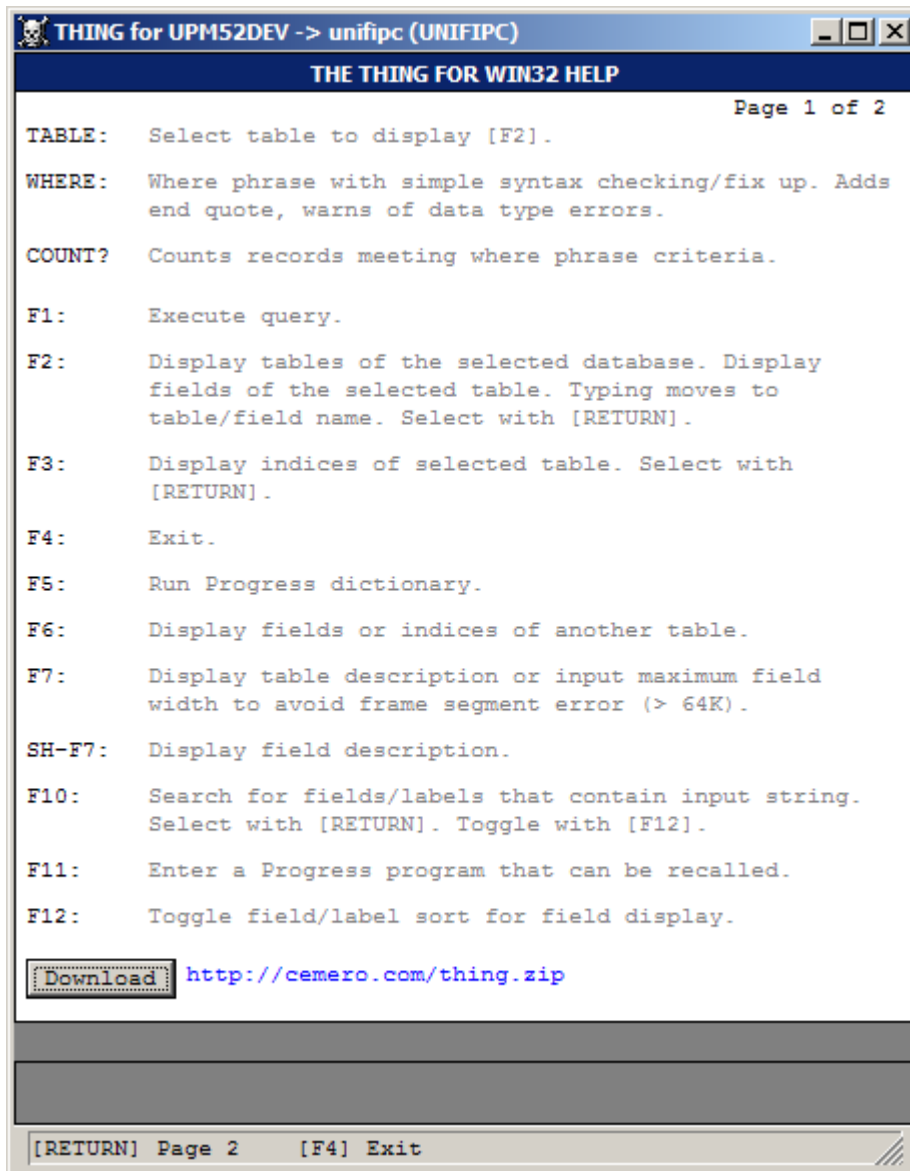 THING for UPM52DEV -> unifipc (UNIFIPC)
THE THING FOR WIN32 HELP
Page 1 of 2
TABLE: Select table to display [F2].
WHERE: Where phrase with simple syntax checking/fix up. Adds
end quote, warns of data type errors.
COUNT? Counts records meeting where phrase criteria.
F1: Execute query.
F2: Display tables of the selected database. Display
fields of the selected table. Typing moves to
table/field name. Select with [RETURN].
F3: Display indices of selected table. Select with
[RETURN].
F4: Exit.
F5: Run Progress dictionary.
F6: Display fields or indices of another table.
F7: Display table description or input maximum field
width to avoid frame segment error (> 64K).
SH-F7: Display field description.
F10: Search for fields/labels that contain input string.
Select with [RETURN]. Toggle with [F12].
F11: Enter a Progress program that can be recalled.
F12: Toggle field/label sort for field display.
Download http://cemero.com/thing.zip
[RETURN] Page 2 [F4] Exit